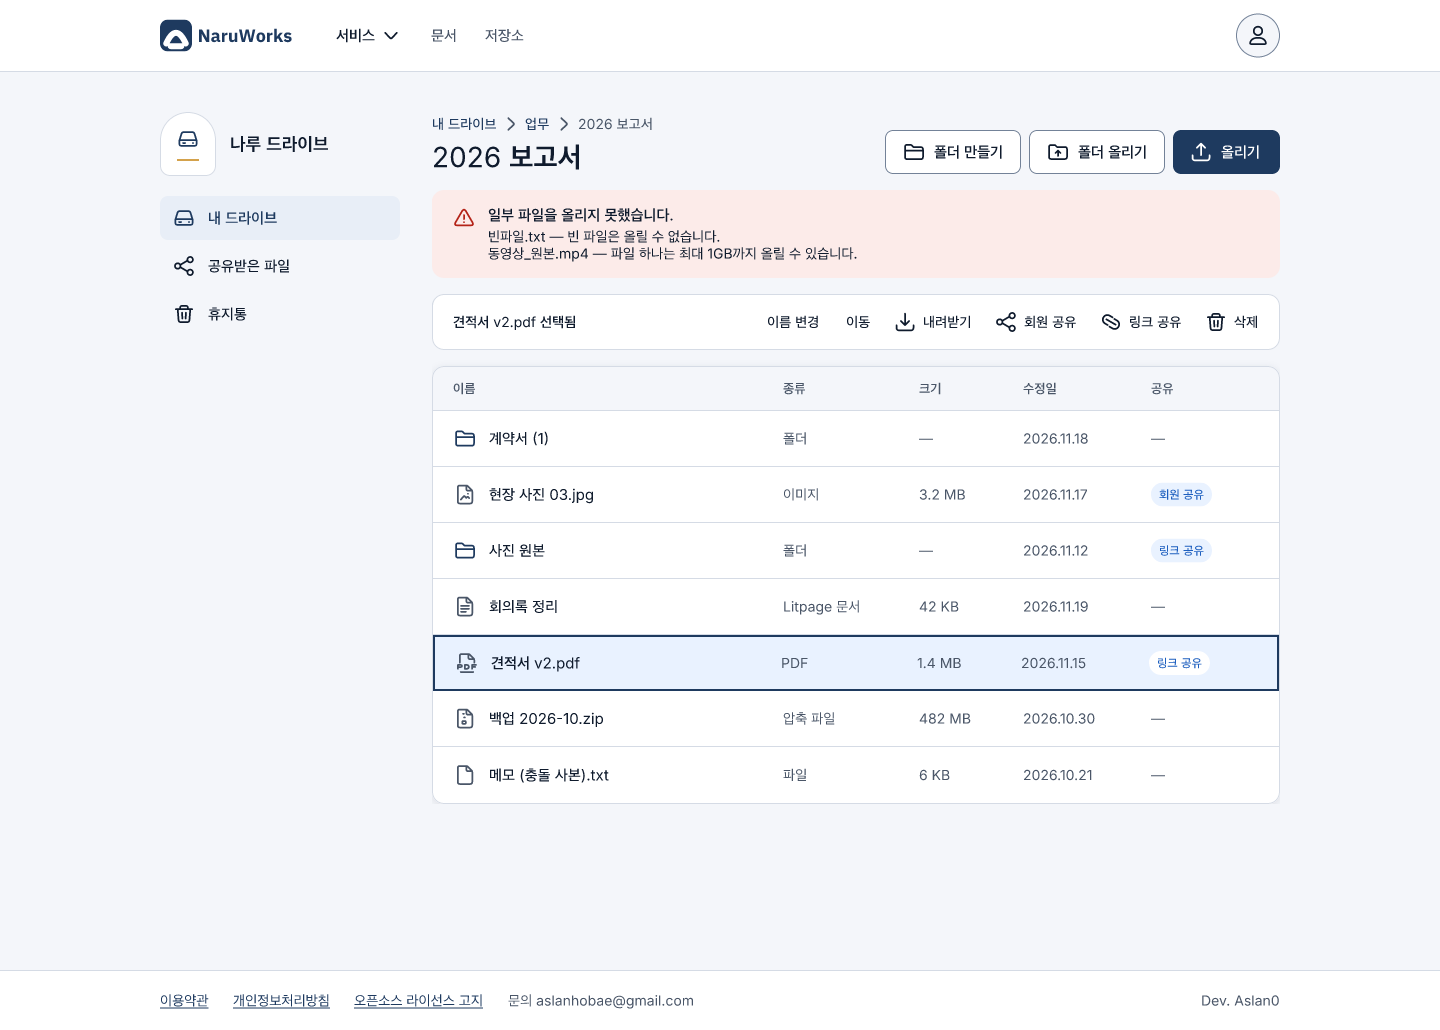 NaruWorks
서비스
문서
저장소
나루 드라이브
내 드라이브
공유받은 파일
휴지통
내 드라이브 업무 2026 보고서
2026 보고서
폴더 만들기
폴더 올리기
올리기
일부 파일을 올리지 못했습니다.
빈파일.txt — 빈 파일은 올릴 수 없습니다.
동영상_원본.mp4 — 파일 하나는 최대 1GB까지 올릴 수 있습니다.
견적서 v2.pdf 선택됨
이름 변경 이동 내려받기 회원 공유 링크 공유 삭제
이름 종류 크기 수정일 공유
계약서 (1) 폴더 — 2026.11.18 —
현장 사진 03.jpg 이미지 3.2 MB 2026.11.17 회원 공유
사진 원본 폴더 — 2026.11.12 링크 공유
회의록 정리 Litpage 문서 42 KB 2026.11.19 —
PDF 견적서 v2.pdf PDF 1.4 MB 2026.11.15 링크 공유
백업 2026-10.zip 압축 파일 482 MB 2026.10.30 —
메모 (충돌 사본).txt 파일 6 KB 2026.10.21 —
이용약관 개인정보처리방침 오픈소스 라이선스 고지 문의 aslanhobae@gmail.com
Dev. Aslan0